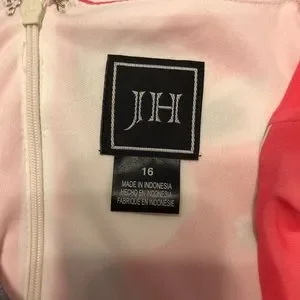 JH
16
MADE IN INDONESIA
HECHO EN INDONESIA
FABRIQUÉ EN INDONÉSIE